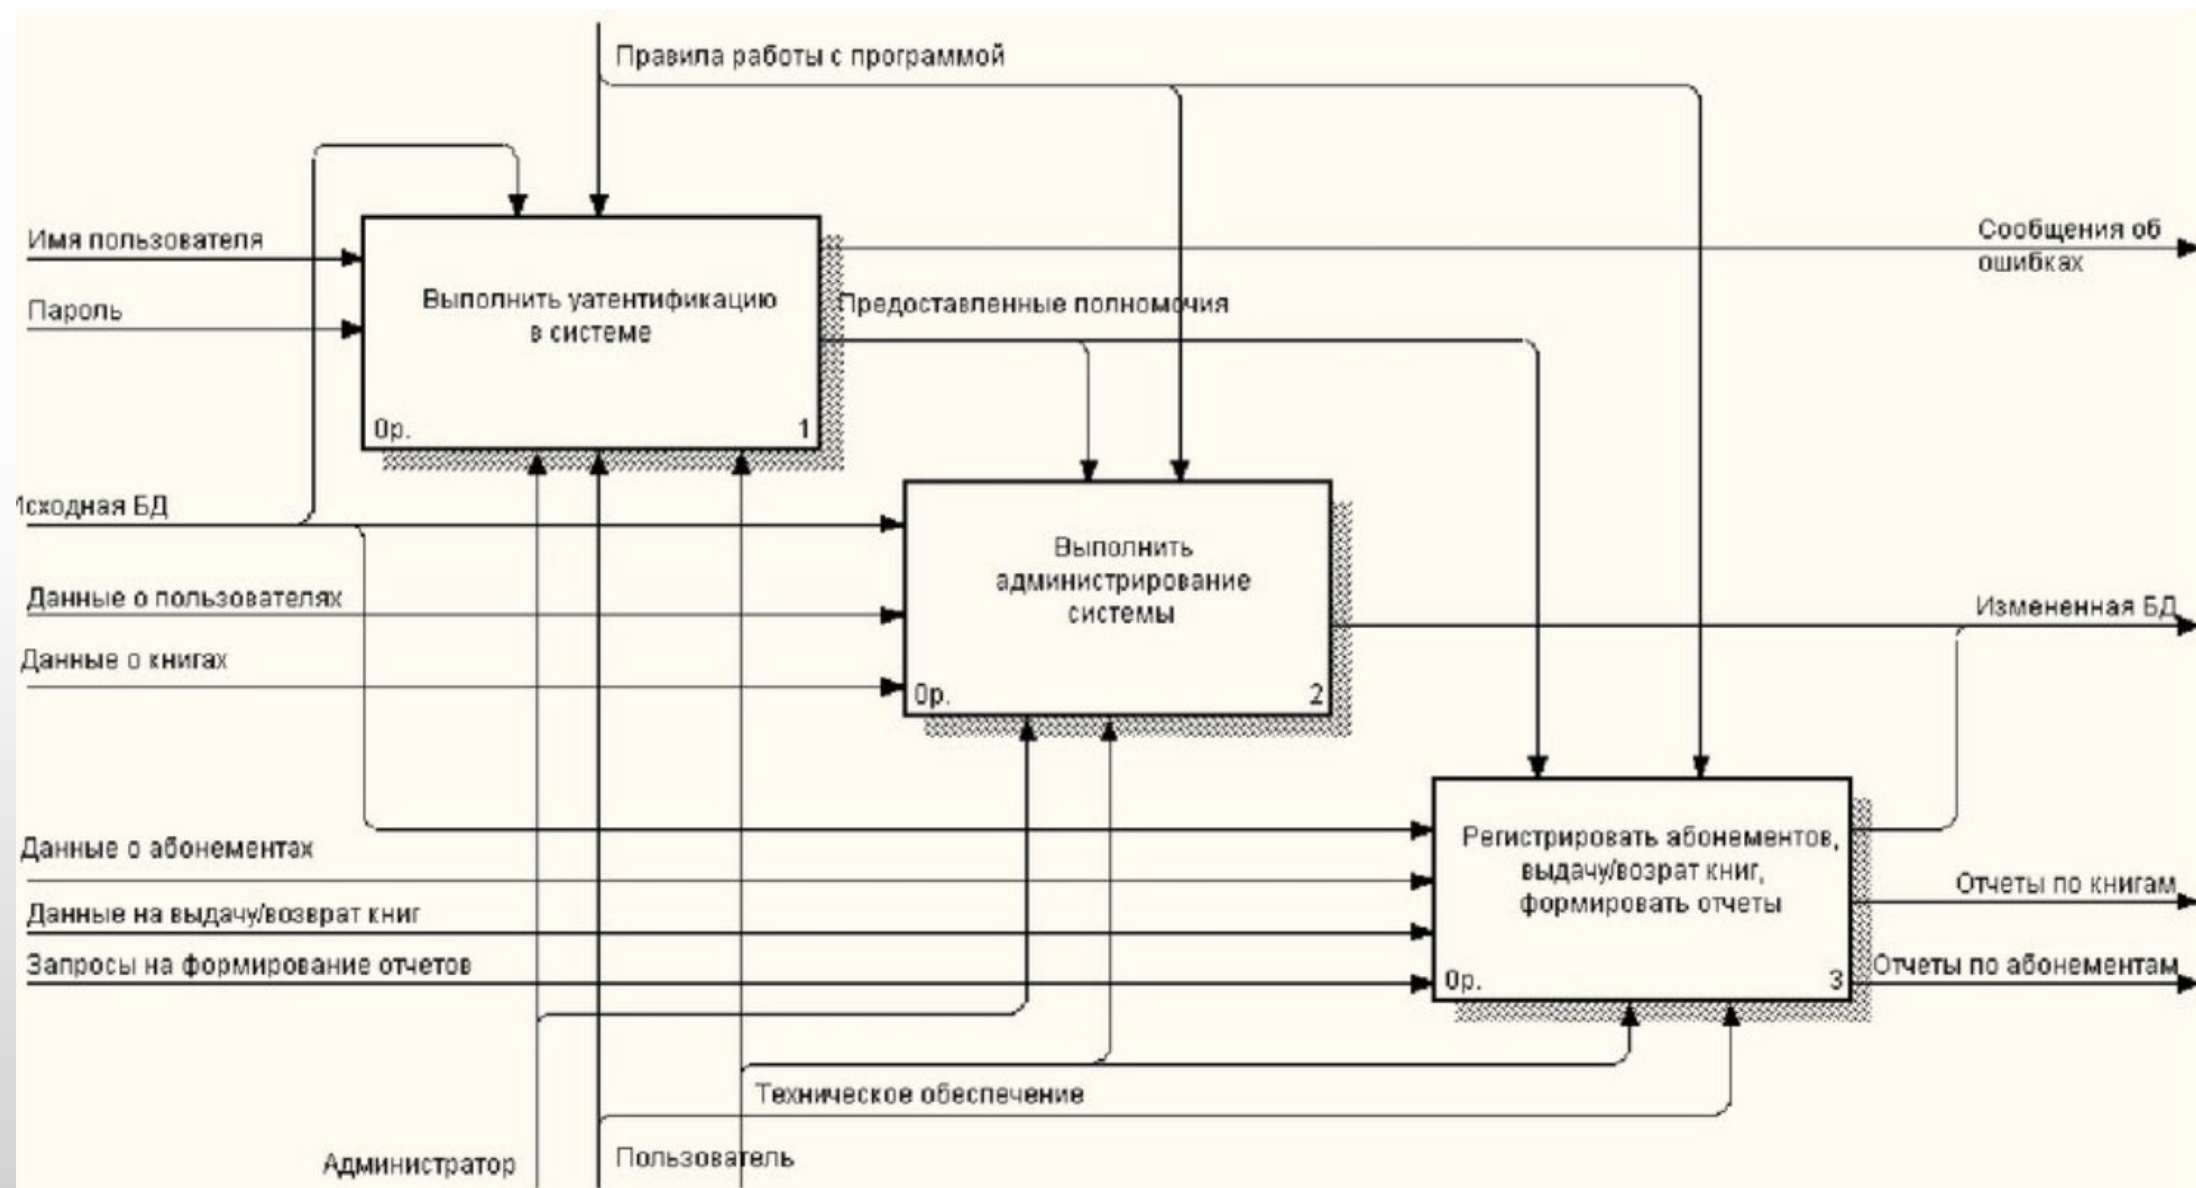 Правила работы с программой
Имя пользователя
Сообщения об
ошибках
Пароль
Выполнить уатентификацию
в системе
Предоставленные полномочия
0р.
1
Исходная БД
Выполнить
администрирование
системы
Данные о пользователях
Измененная БД
Данные о книгах
0р.
2
Данные о абонементах
Регистрировать абонементов,
выдачу/возрат книг,
формировать отчеты
Отчеты по книгам
Данные на выдачу/возврат книг
Запросы на формирование отчетов
0р.
3
Отчеты по абонементам
Техническое обеспечение
Администратор
Пользователь